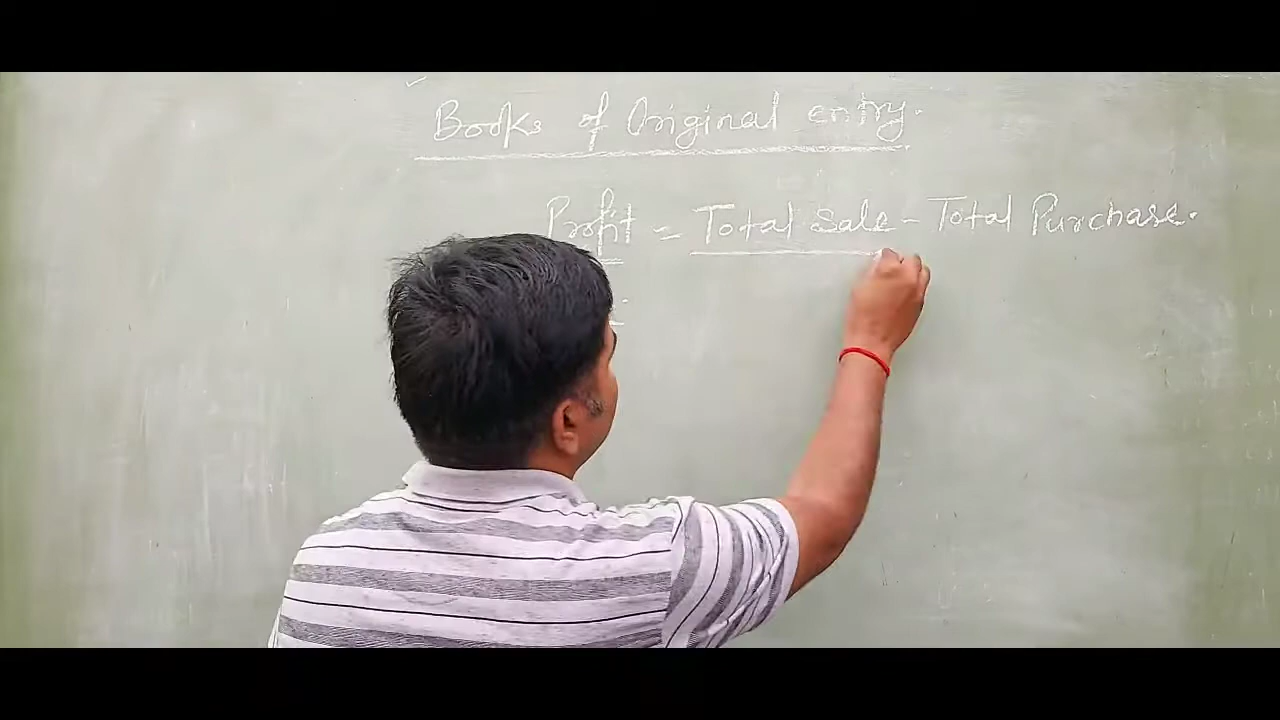 Books of Original entry.
Profit = Total Sale - Total Purchase.